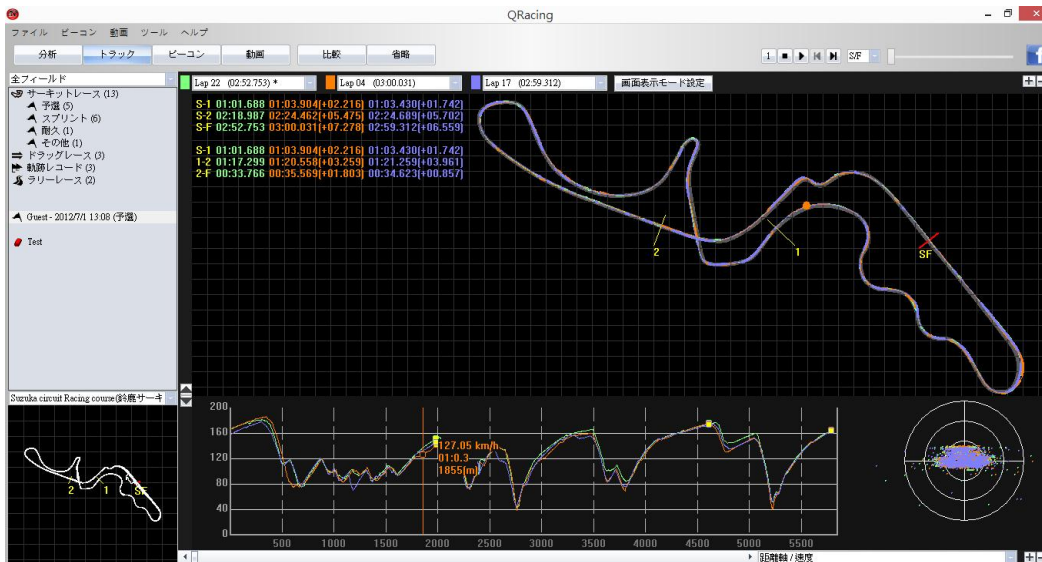 QRacing
ファイル ビーコン 動画 ツール ヘルプ
分析 トラック ビーコン 動画 比較 省略 1 S/F
全フィールド
サーキットレース (13)
予選 (5)
スプリント (6)
耐久 (1)
その他 (1)
ドラッグレース (3)
軌跡レコード (3)
ラリーレース (2)
Guest - 2012/7/1 13:08 (予選)
Test
Suzuka circuit Racing course(鈴鹿サーキ
2 1 SF
Lap 22 (02:52.753) * Lap 04 (03:00.031) Lap 17 (02:59.312) 画面表示モード設定
S-1 01:01.688 01:03.904(+02.216) 01:03.430(+01.742)
S-2 02:18.987 02:24.462(+05.475) 02:24.689(+05.702)
S-F 02:52.753 03:00.031(+07.278) 02:59.312(+06.559)
S-1 01:01.688 01:03.904(+02.216) 01:03.430(+01.742)
1-2 01:17.299 01:20.558(+03.259) 01:21.259(+03.961)
2-F 00:33.766 00:35.569(+01.803) 00:34.623(+00.857)
2 1 SF
200
160
120
80
40
0
127.05 km/h
01:0.3
1855(m)
500 1000 1500 2000 2500 3000 3500 4000 4500 5000 5500
距離軸 / 速度